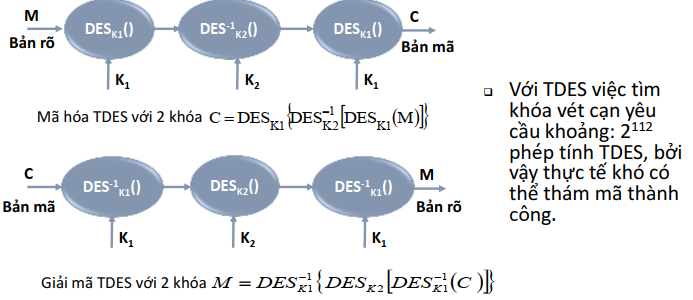 M
Bản rõ
DES_K1()
DES⁻¹_K2()
DES_K1()
C
Bản mã
K₁
K₂
K₁
Mã hóa TDES với 2 khóa C = DES_K1{DES⁻¹_K2[DES_K1(M)]}
C
Bản mã
DES⁻¹_K1()
DES_K2()
DES⁻¹_K1()
M
Bản rõ
K₁
K₂
K₁
Giải mã TDES với 2 khóa M = DES⁻¹_K1{DES_K2[DES⁻¹_K1(C)]}
❑ Với TDES việc tìm
khóa vét cạn yêu
cầu khoảng: 2¹¹²
phép tính TDES, bởi
vậy thực tế khó có
thể thám mã thành
công.